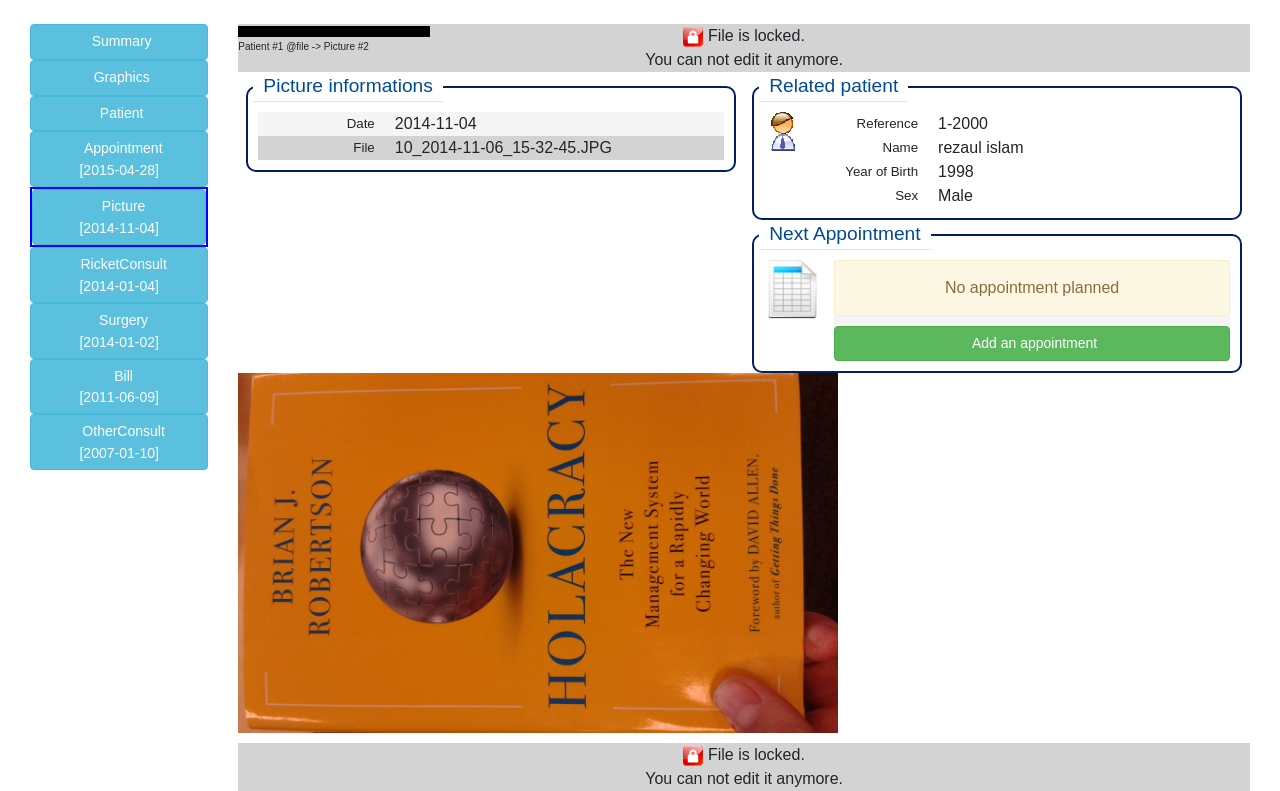 Summary
Graphics
Patient
Appointment
[2015-04-28]
Picture
[2014-11-04]
RicketConsult
[2014-01-04]
Surgery
[2014-01-02]
Bill
[2011-06-09]
OtherConsult
[2007-01-10]
Patient #1 @file -> Picture #2
File is locked.
You can not edit it anymore.
Picture informations
Date 2014-11-04
File 10_2014-11-06_15-32-45.JPG
Related patient
Reference 1-2000
Name rezaul islam
Year of Birth 1998
Sex Male
Next Appointment
No appointment planned
Add an appointment
BRIAN J.
ROBERTSON
HOLACRACY
The New
Management System
for a Rapidly
Changing World
Foreword by DAVID ALLEN,
author of Getting Things Done
File is locked.
You can not edit it anymore.